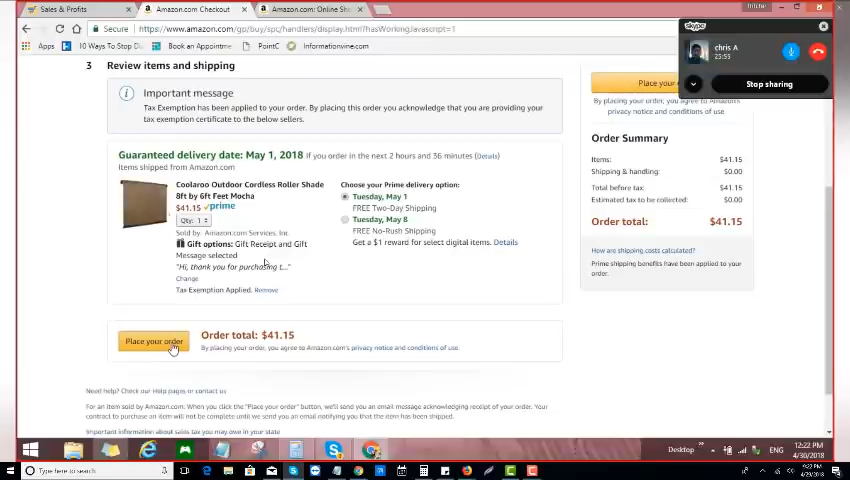 Sales & Profits
Amazon.com Checkout
Amazon.com: Online Sh
Secure
https://www.amazon.com/gp/buy/spc/handlers/display.html?hasWorkingJavascript=1
Apps
10 Ways To Stop Di
Book an Appointme
PointC
Informationvine.com
skype
chris A
25:55
Stop sharing
3 Review items and shipping
Important message
Tax Exemption has been applied to your order. By placing this order you acknowledge that you are providing your
tax exemption certificate to the below sellers.
Guaranteed delivery date: May 1, 2018 If you order in the next 2 hours and 36 minutes (Details)
Items shipped from Amazon.com
Coolaroo Outdoor Cordless Roller Shade
8ft by 6ft Feet Mocha
$41.15 prime
Qty: 1
Sold by: Amazon.com Services, Inc.
Gift options: Gift Receipt and Gift
Message selected
"Hi, thank you for purchasing t..."
Change
Tax Exemption Applied. Remove
Choose your Prime delivery option:
Tuesday, May 1
FREE Two-Day Shipping
Tuesday, May 8
FREE No-Rush Shipping
Get a $1 reward for select digital items. Details
Place your order
Order total: $41.15
By placing your order, you agree to Amazon.com's privacy notice and conditions of use.
Place your
By placing your order, you agree to Amazon's
privacy notice and conditions of use.
Order Summary
Items: $41.15
Shipping & handling: $0.00
Total before tax: $41.15
Estimated tax to be collected: $0.00
Order total: $41.15
How are shipping costs calculated?
Prime shipping benefits have been applied to your
order.
Need help? Check our Help pages or contact us
For an item sold by Amazon.com: When you click the "Place your order" button, we'll send you an email message acknowledging receipt of your order. Your
contract to purchase an item will not be complete until we send you an email notifying you that the item has been shipped.
Important information about sales tax you may owe in your state
Desktop
ENG
12:22 PM
4/30/2018
Type here to search
9:22 PM
4/29/2018